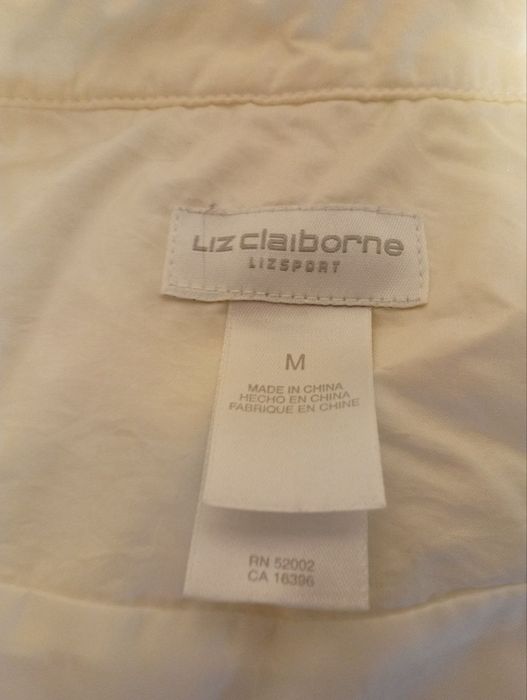 Liz claiborne
LIZSPORT
M
MADE IN CHINA
HECHO EN CHINA
FABRIQUE EN CHINE
RN 52002
CA 16396